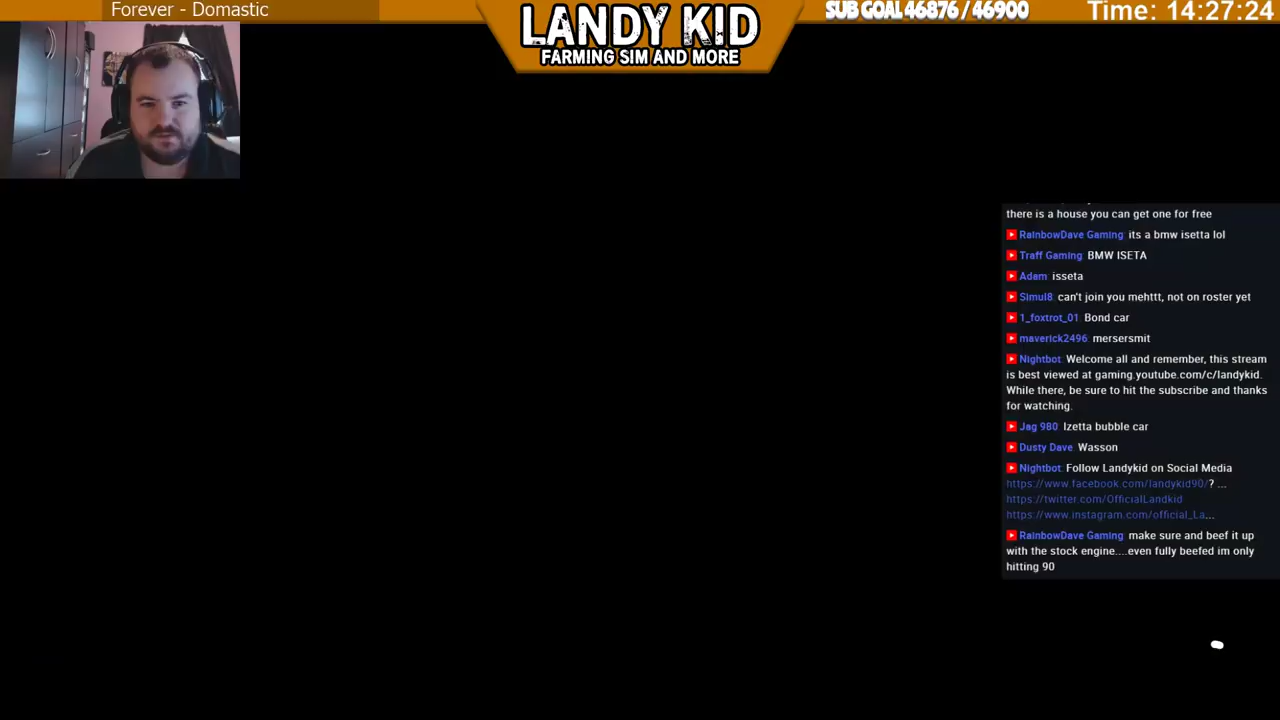 Forever - Domastic
LANDY KID
FARMING SIM AND MORE
SUB GOAL 46876 / 46900
Time: 14:27:24
there is a house you can get one for free
RainbowDave Gaming: its a bmw isetta lol
Traff Gaming: BMW ISETA
Adam: isseta
Simul8: can't join you mehttt, not on roster yet
1_foxtrot_01: Bond car
maverick2496: mersersmit
Nightbot: Welcome all and remember, this stream
is best viewed at gaming.youtube.com/c/landykid.
While there, be sure to hit the subscribe and thanks
for watching.
Jag 980: Izetta bubble car
Dusty Dave: Wasson
Nightbot: Follow Landykid on Social Media
https://www.facebook.com/landykid90/? ...
https://twitter.com/OfficialLandkid
https://www.instagram.com/official_La...
RainbowDave Gaming: make sure and beef it up
with the stock engine....even fully beefed im only
hitting 90